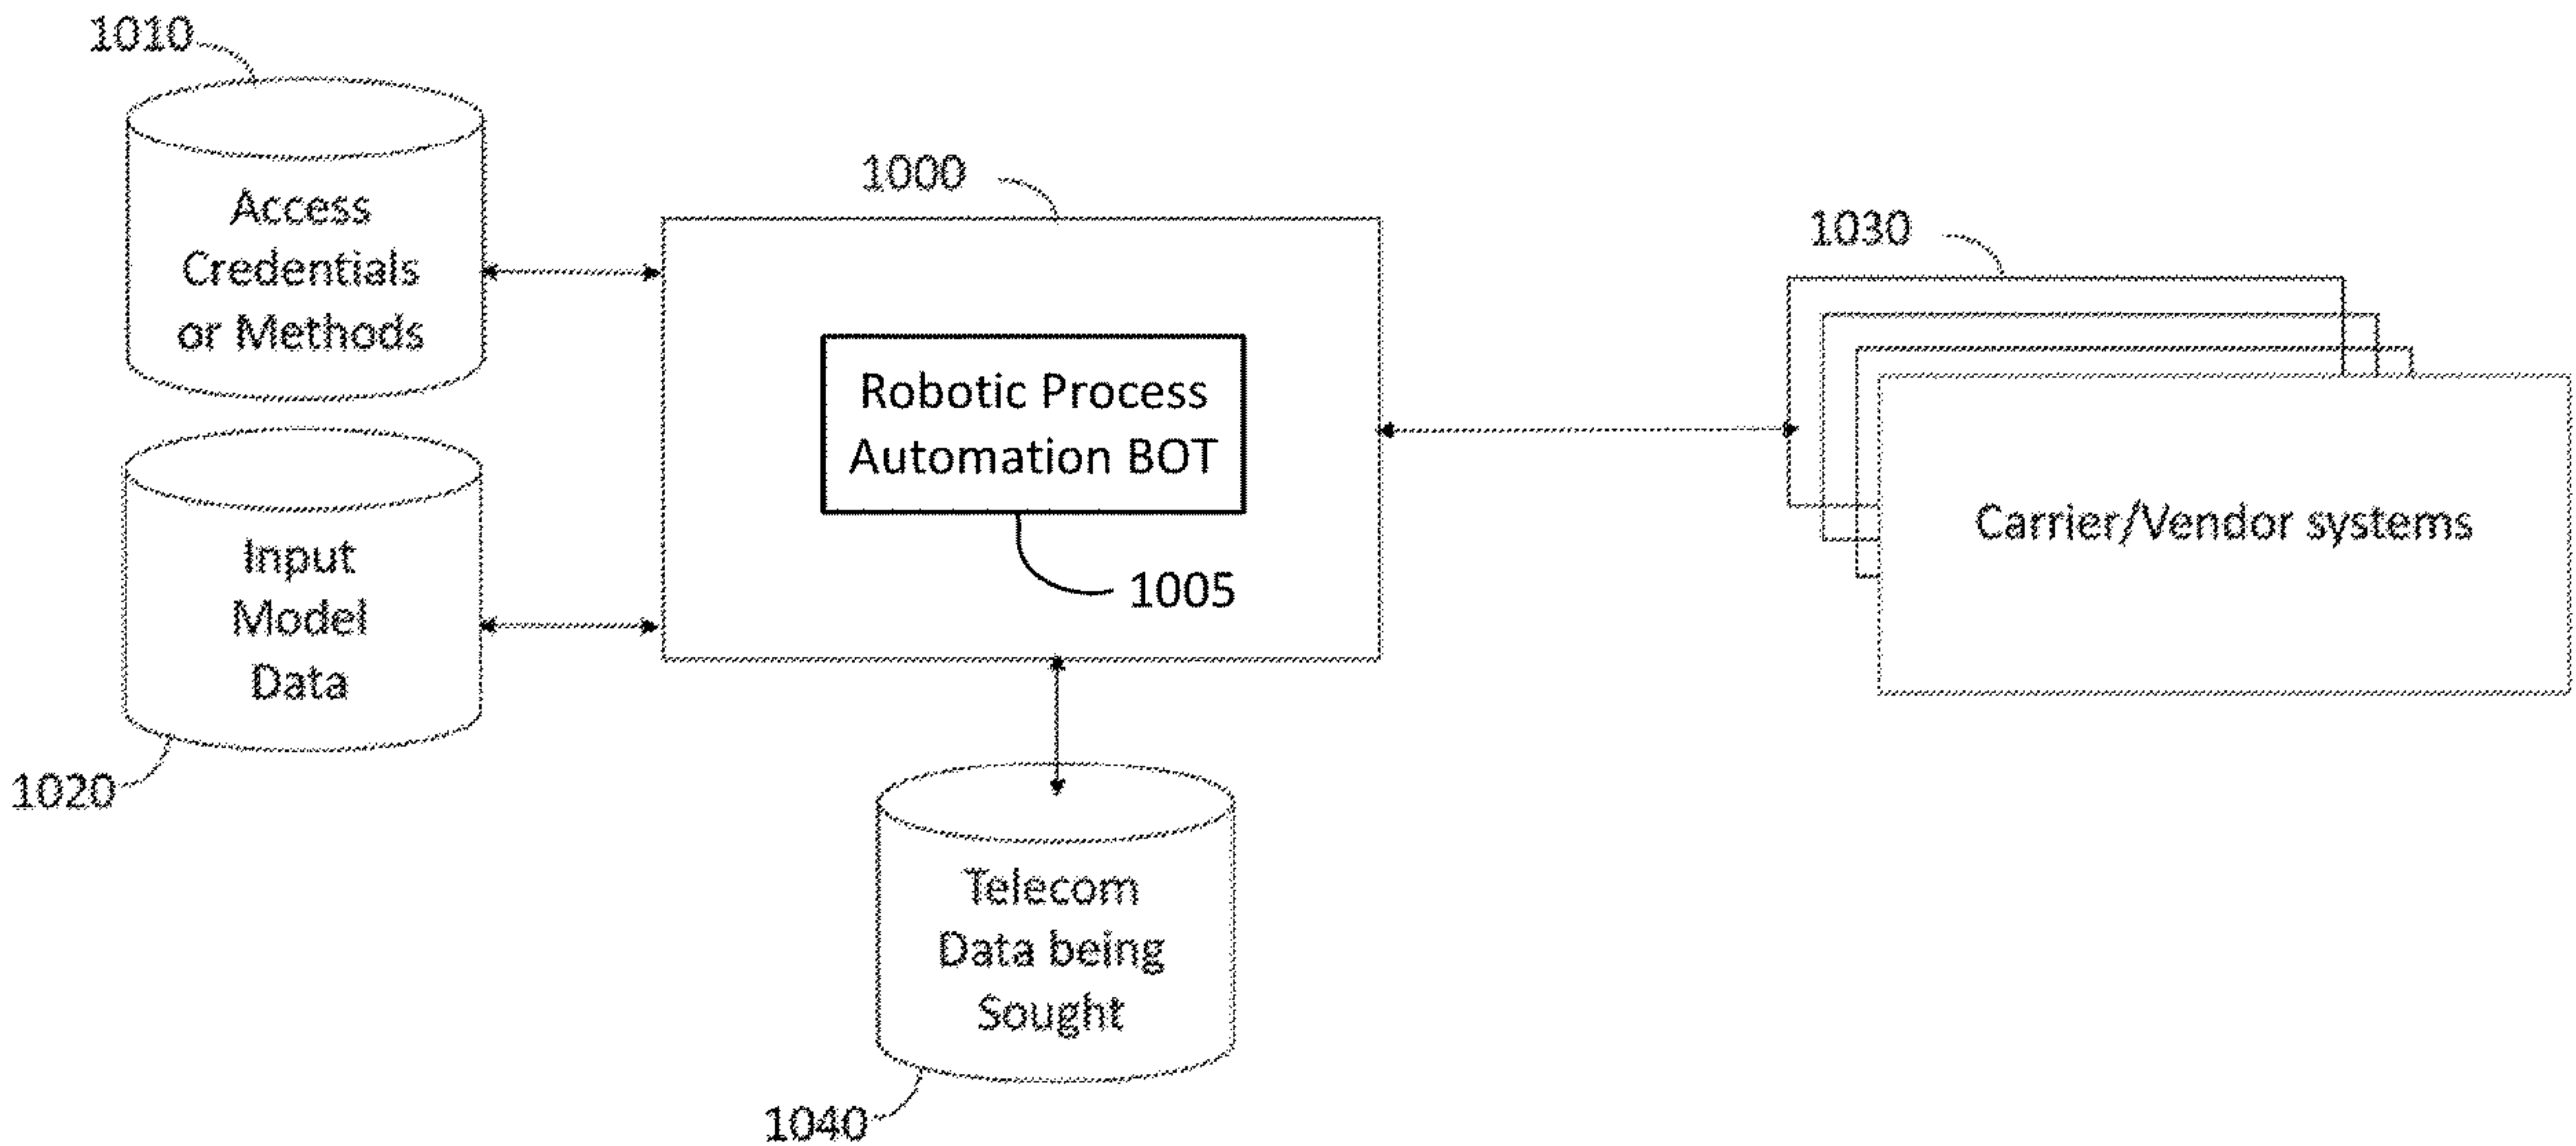 1010
Access
Credentials
or Methods
Input
Model
Data
1020
1000
Robotic Process
Automation BOT
1005
Telecom
Data being
Sought
1040
1030
Carrier/Vendor systems